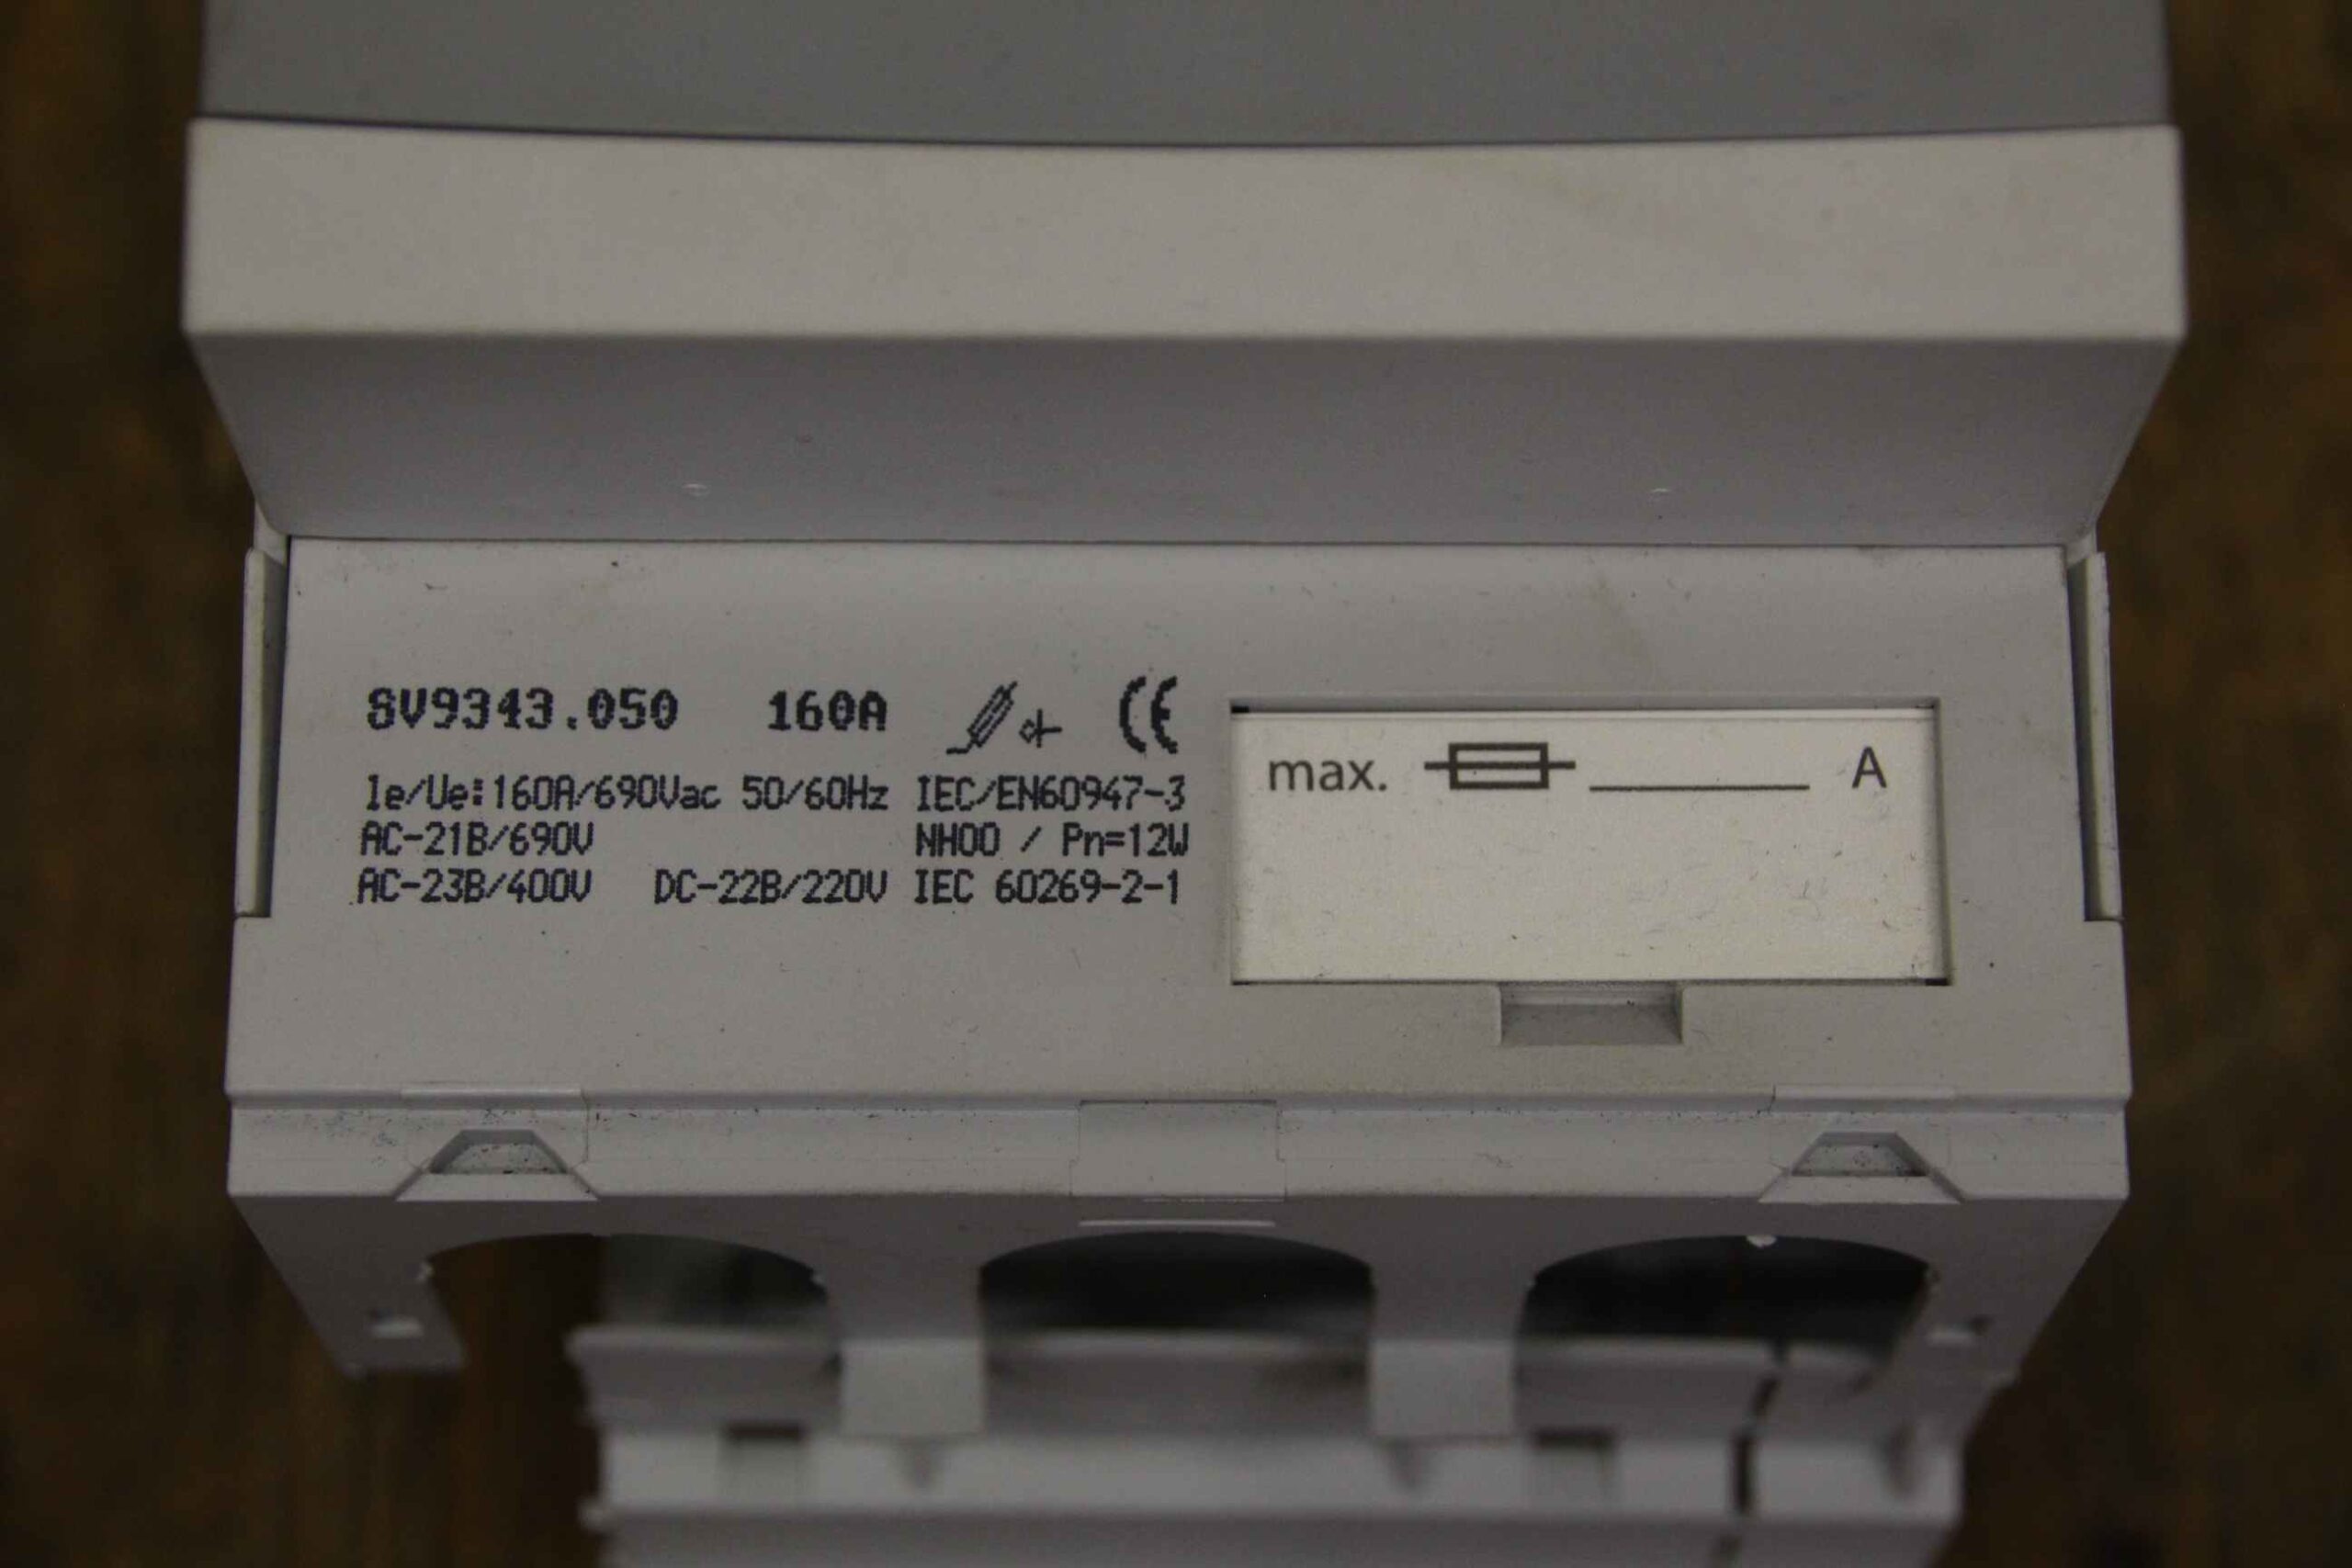 SV9343.050 160A CE
Ie/Ue:160A/690Vac 50/60Hz IEC/EN60947-3
AC-21B/690V NH00 / Pn=12W
AC-23B/400V DC-22B/220V IEC 60269-2-1
max. ________ A